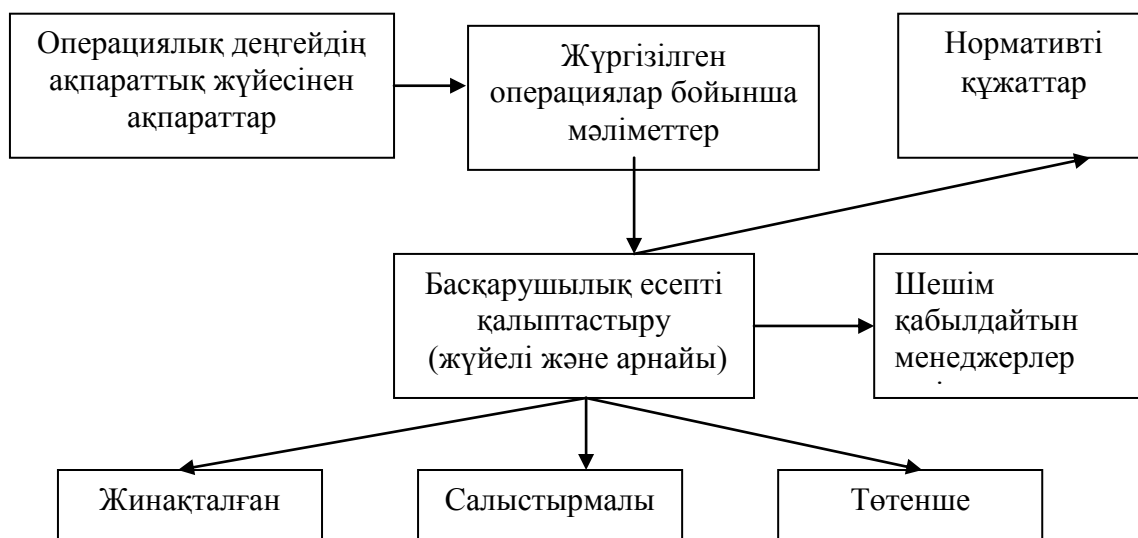 Операциялық деңгейдің
ақпараттық жүйесінен
ақпараттар
Жүргізілген
операциялар бойынша
мәліметтер
Нормативті
құжаттар
Басқарушылық есепті
қалыптастыру
(жүйелі және арнайы)
Шешім
қабылдайтын
менеджерлер
Жинақталған
Салыстырмалы
Төтенше